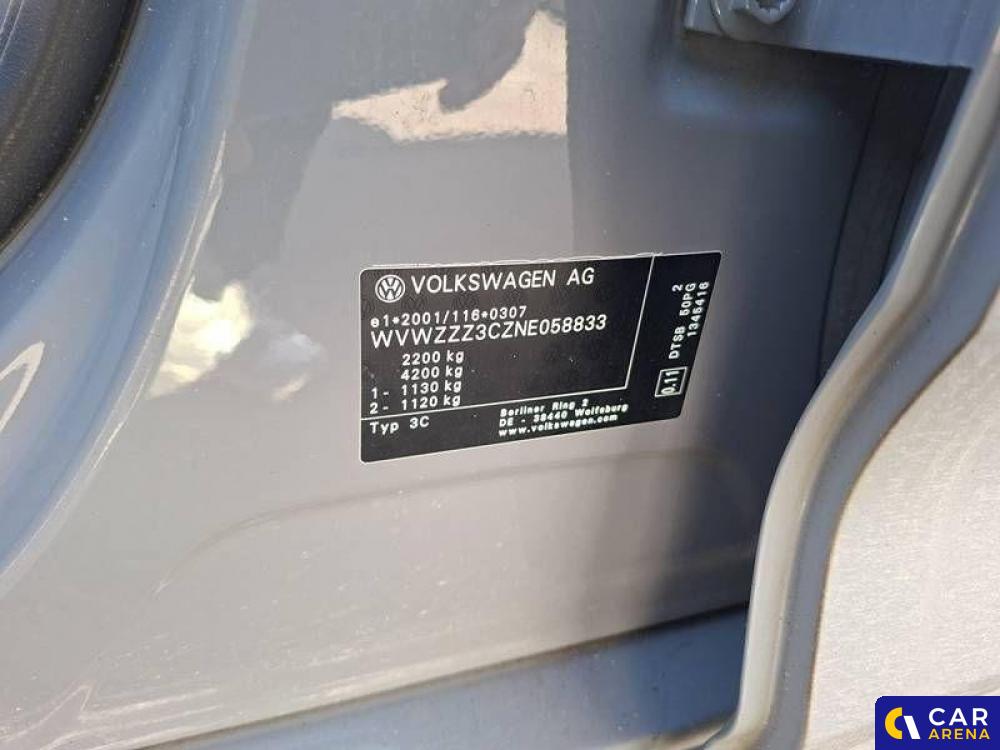 VOLKSWAGEN AG
e1*2001/116*0307
WVWZZZ3CZNE058833
2200 kg
4200 kg
1- 1130 kg
2- 1120 kg
Typ 3C
Berliner Ring 2
DE - 38440 Wolfsburg
www.volkswagen.com
0.11
DTSB 50PG 2
1345416
CAR
ARENA